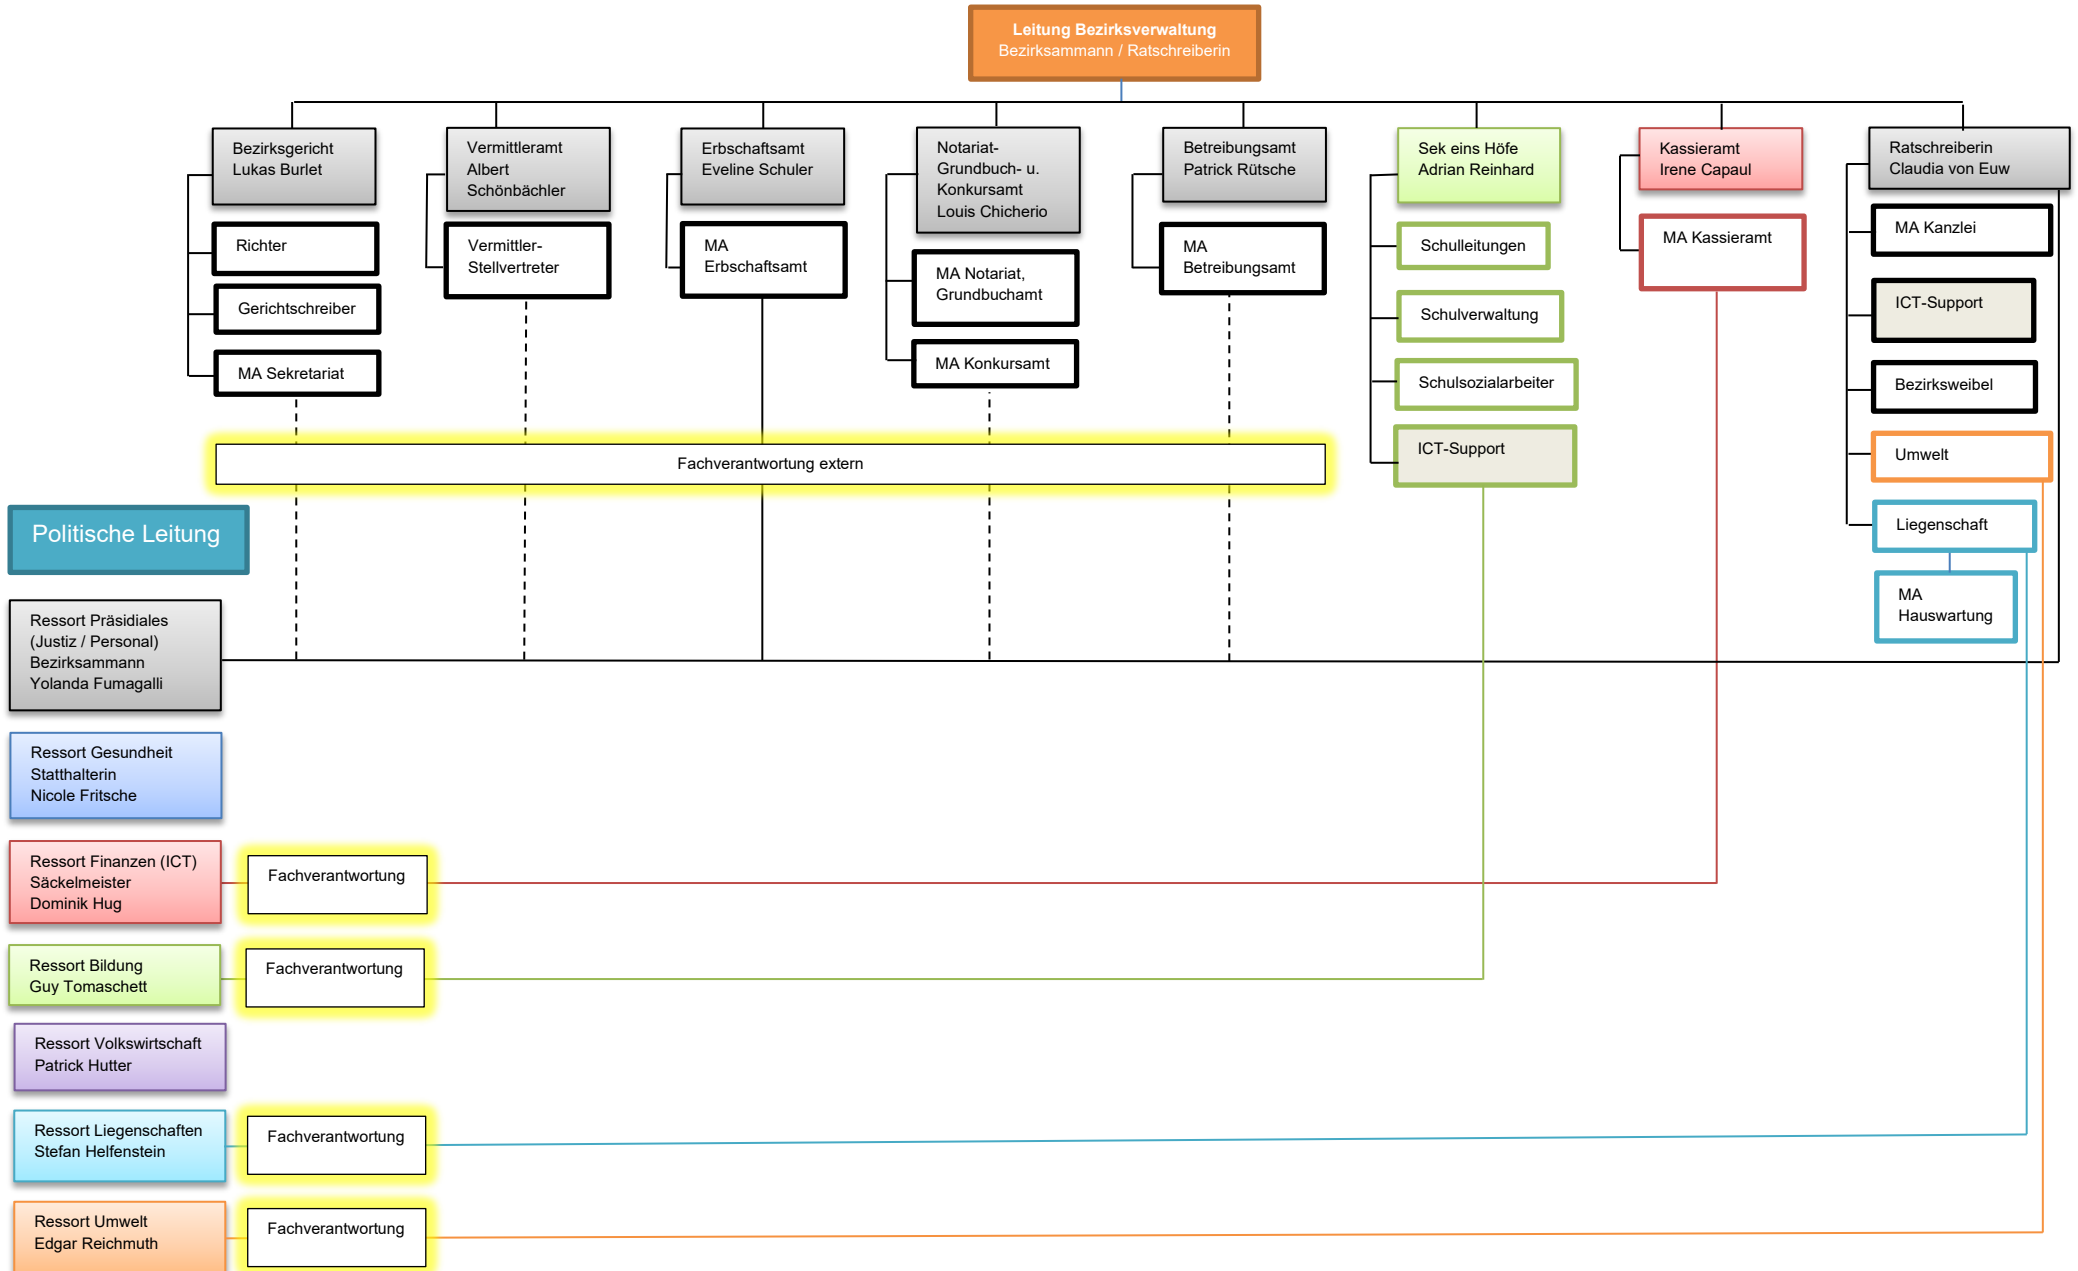 Leitung Bezirksverwaltung
Bezirksammann / Ratschreiberin
Bezirksgericht
Lukas Burlet
Richter
Gerichtschreiber
MA Sekretariat
Vermittleramt
Albert
Schönbächler
Vermittler-
Stellvertreter
Erbschaftsamt
Eveline Schuler
MA
Erbschaftsamt
Notariat-
Grundbuch- u.
Konkursamt
Louis Chicherio
MA Notariat,
Grundbuchamt
MA Konkursamt
Betreibungsamt
Patrick Rütsche
MA
Betreibungsamt
Sek eins Höfe
Adrian Reinhard
Schulleitungen
Schulverwaltung
Schulsozialarbeiter
ICT-Support
Kassieramt
Irene Capaul
MA Kassieramt
Ratschreiberin
Claudia von Euw
MA Kanzlei
ICT-Support
Bezirksweibel
Umwelt
Liegenschaft
MA
Hauswartung
Fachverantwortung extern
Politische Leitung
Ressort Präsidiales
(Justiz / Personal)
Bezirksammann
Yolanda Fumagalli
Ressort Gesundheit
Statthalterin
Nicole Fritsche
Ressort Finanzen (ICT)
Säckelmeister
Dominik Hug
Fachverantwortung
Ressort Bildung
Guy Tomaschett
Fachverantwortung
Ressort Volkswirtschaft
Patrick Hutter
Ressort Liegenschaften
Stefan Helfenstein
Fachverantwortung
Ressort Umwelt
Edgar Reichmuth
Fachverantwortung